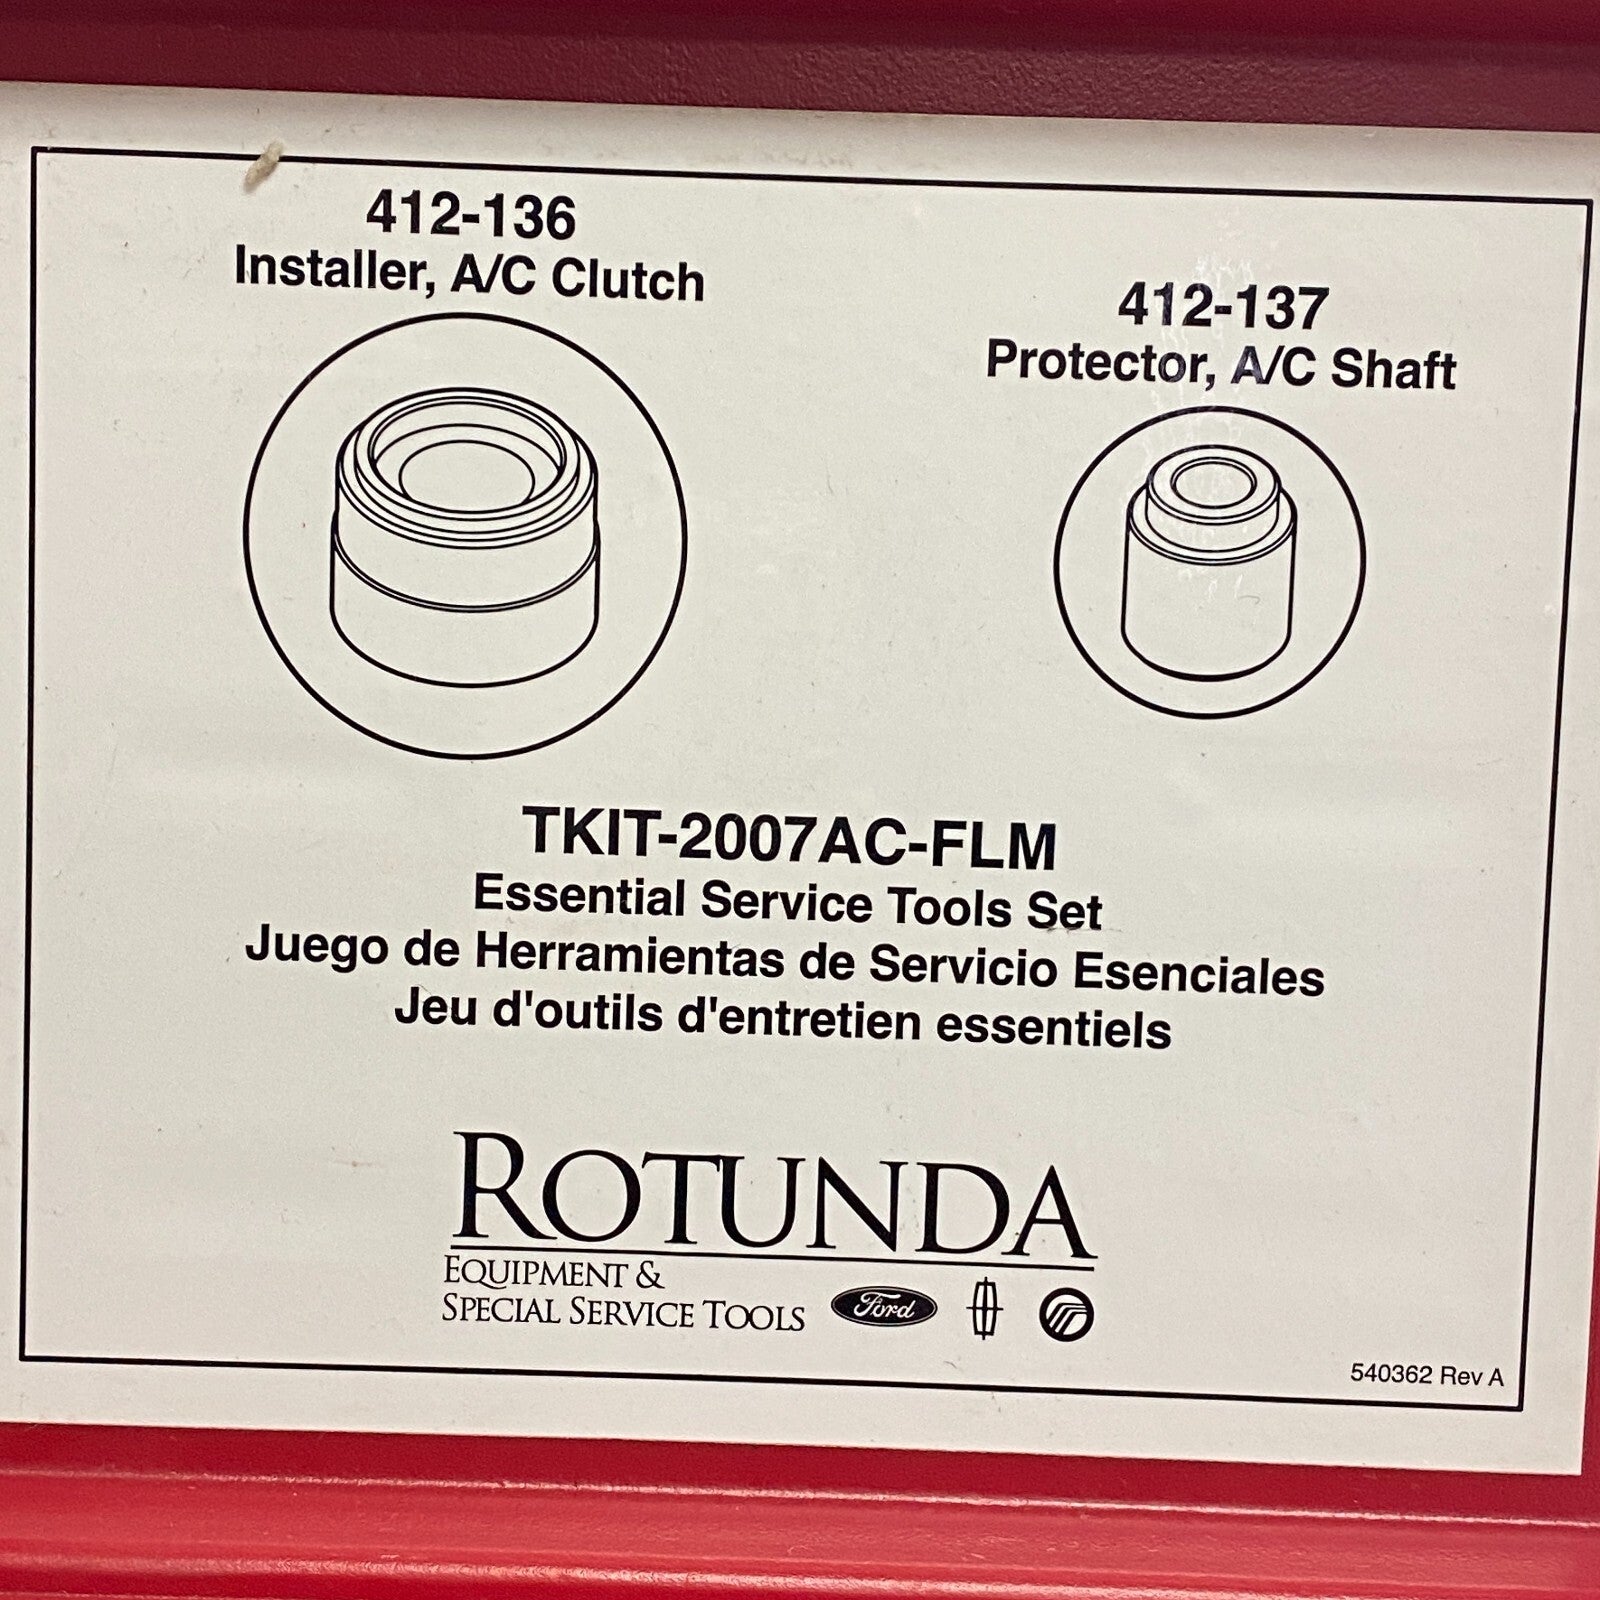 412-136
Installer, A/C Clutch
412-137
Protector, A/C Shaft
TKIT-2007AC-FLM
Essential Service Tools Set
Juego de Herramientas de Servicio Esenciales
Jeu d'outils d'entretien essentiels
ROTUNDA
EQUIPMENT &
SPECIAL SERVICE TOOLS
Ford
540362 Rev A